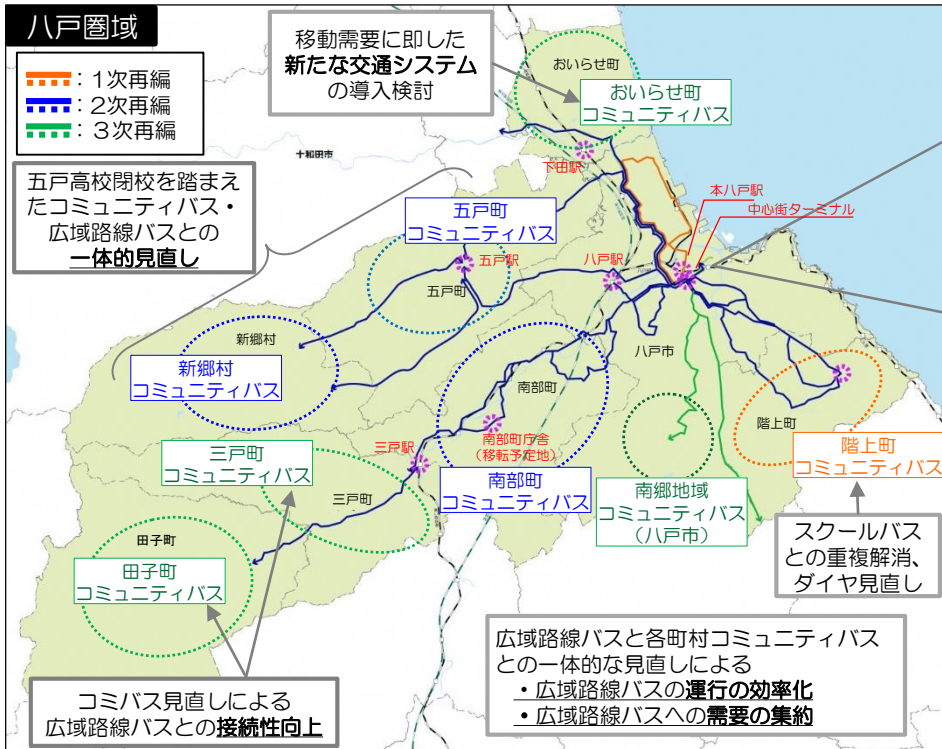 八戸圏域
:1次再編
:2次再編
:3次再編
移動需要に即した
新たな交通システム
の導入検討
おいらせ町
おいらせ町
コミュニティバス
十和田市
下田駅
本八戸駅
中心街ターミナル
五戸高校閉校を踏まえ
たコミュニティバス・
広域路線バスとの
一体的見直し
五戸町
コミュニティバス
五戸駅
八戸駅
五戸町
新郷村
新郷村
コミュニティバス
八戸市
南部町
階上町
階上町
コミュニティバス
三戸町
コミュニティバス
三戸駅
南部町庁舎
(移転予定地)
南部町
コミュニティバス
南郷地域
コミュニティバス
(八戸市)
三戸町
田子町
田子町
コミュニティバス
スクールバス
との重複解消、
ダイヤ見直し
コミバス見直しによる
広域路線バスとの接続性向上
広域路線バスと各町村コミュニティバス
との一体的な見直しによる
・広域路線バスの運行の効率化
・広域路線バスへの需要の集約